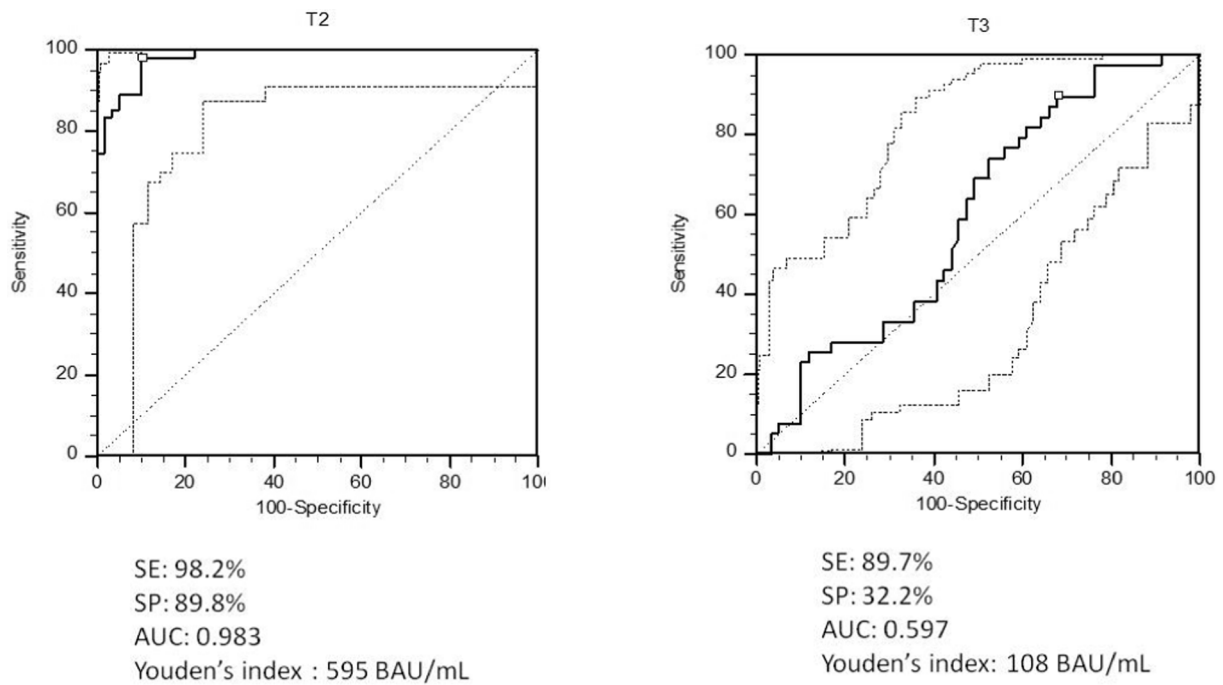 T2
100
80
60
40
20
0
Sensitivity
0 20 40 60 80 10
100-Specificity
SE: 98.2%
SP: 89.8%
AUC: 0.983
Youden's index : 595 BAU/mL
T3
100
80
60
40
20
0
Sensitivity
0 20 40 60 80 100
100-Specificity
SE: 89.7%
SP: 32.2%
AUC: 0.597
Youden's index: 108 BAU/mL